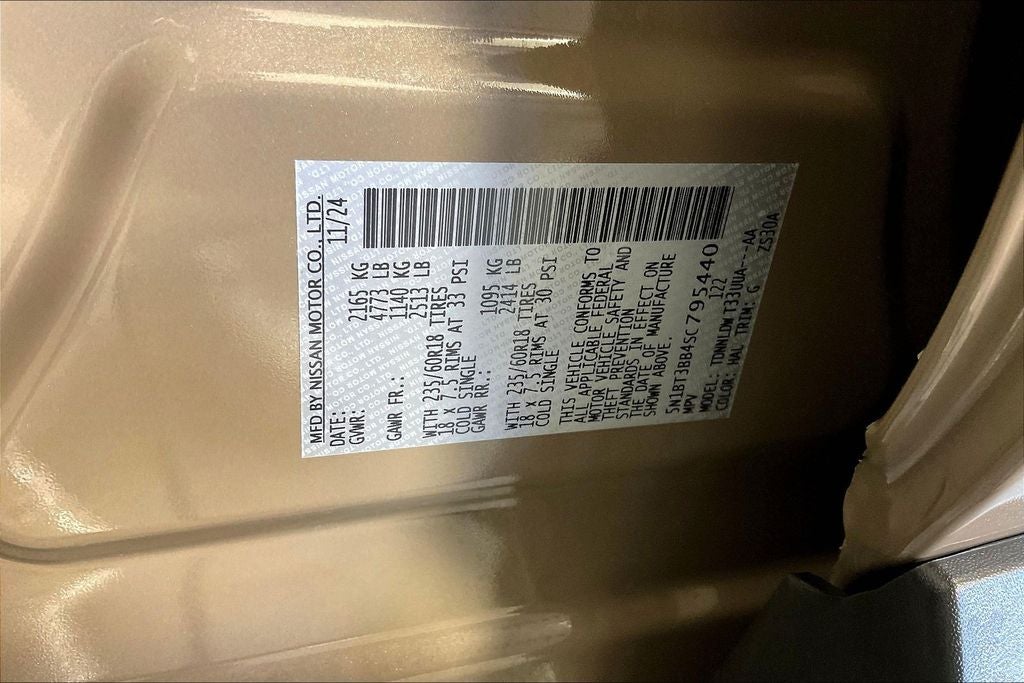 MFD BY NISSAN MOTOR CO., LTD.
DATE: 11/24
GVWR: 2165 KG
4773 LB
GAWR FR.: 1140 KG
2513 LB
WITH 235/60R18 TIRES
18 X 7.5 RIMS AT 33 PSI
COLD SINGLE
GAWR RR.: 1095 KG
2414 LB
WITH 235/60R18 TIRES
18 X 7.5 RIMS AT 30 PSI
COLD SINGLE
THIS VEHICLE CONFORMS TO
ALL APPLICABLE FEDERAL
MOTOR VEHICLE SAFETY AND
THEFT PREVENTION
STANDARDS IN EFFECT ON
THE DATE OF MANUFACTURE
SHOWN ABOVE.
5N1BT3BB4SC795440
MPV 122
MODEL: TDNNLDW T33UUA---AA
COLOR: HAL TRIM: G ZS30A